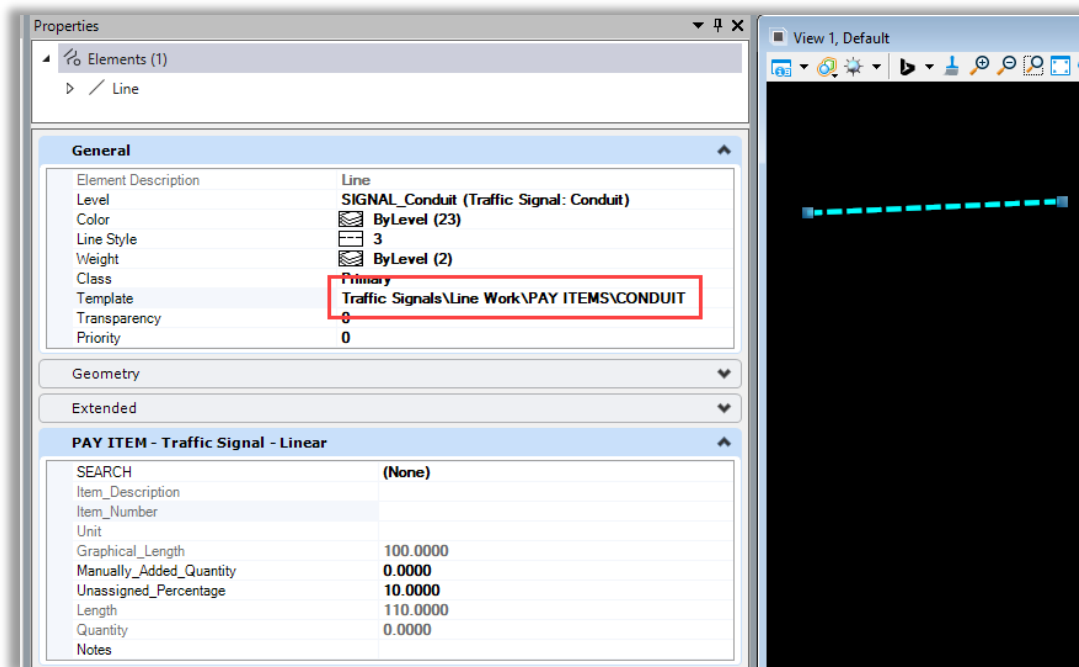 Properties
View 1, Default
Elements (1)
Line
General
Element Description Line
Level SIGNAL_Conduit (Traffic Signal: Conduit)
Color ByLevel (23)
Line Style 3
Weight ByLevel (2)
Class Primary
Template Traffic Signals\Line Work\PAY ITEMS\CONDUIT
Transparency 0
Priority 0
Geometry
Extended
PAY ITEM - Traffic Signal - Linear
SEARCH (None)
Item_Description
Item_Number
Unit
Graphical_Length 100.0000
Manually_Added_Quantity 0.0000
Unassigned_Percentage 10.0000
Length 110.0000
Quantity 0.0000
Notes